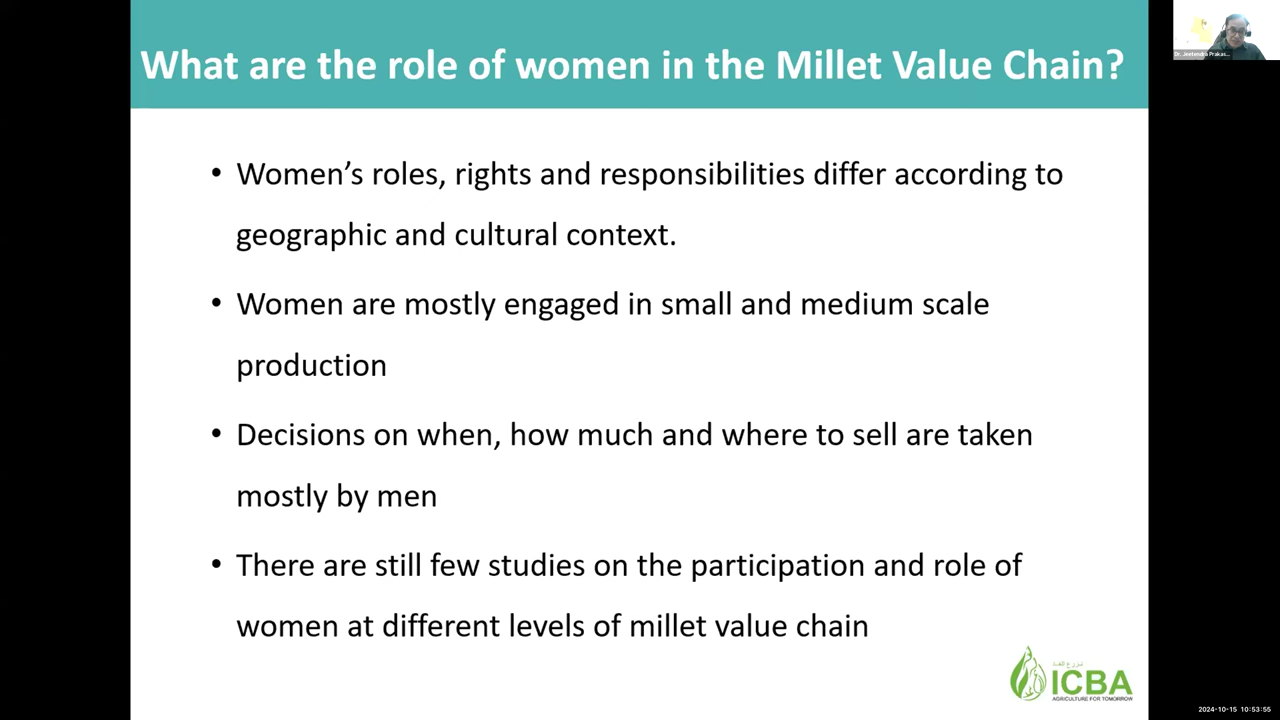 What are the role of women in the Millet Value Chain?
Dr. Jeetendra Prakas...
• Women’s roles, rights and responsibilities differ according to
geographic and cultural context.
• Women are mostly engaged in small and medium scale
production
• Decisions on when, how much and where to sell are taken
mostly by men
• There are still few studies on the participation and role of
women at different levels of millet value chain
ICBA
AGRICULTURE FOR TOMORROW
2024-10-15 10:53:55